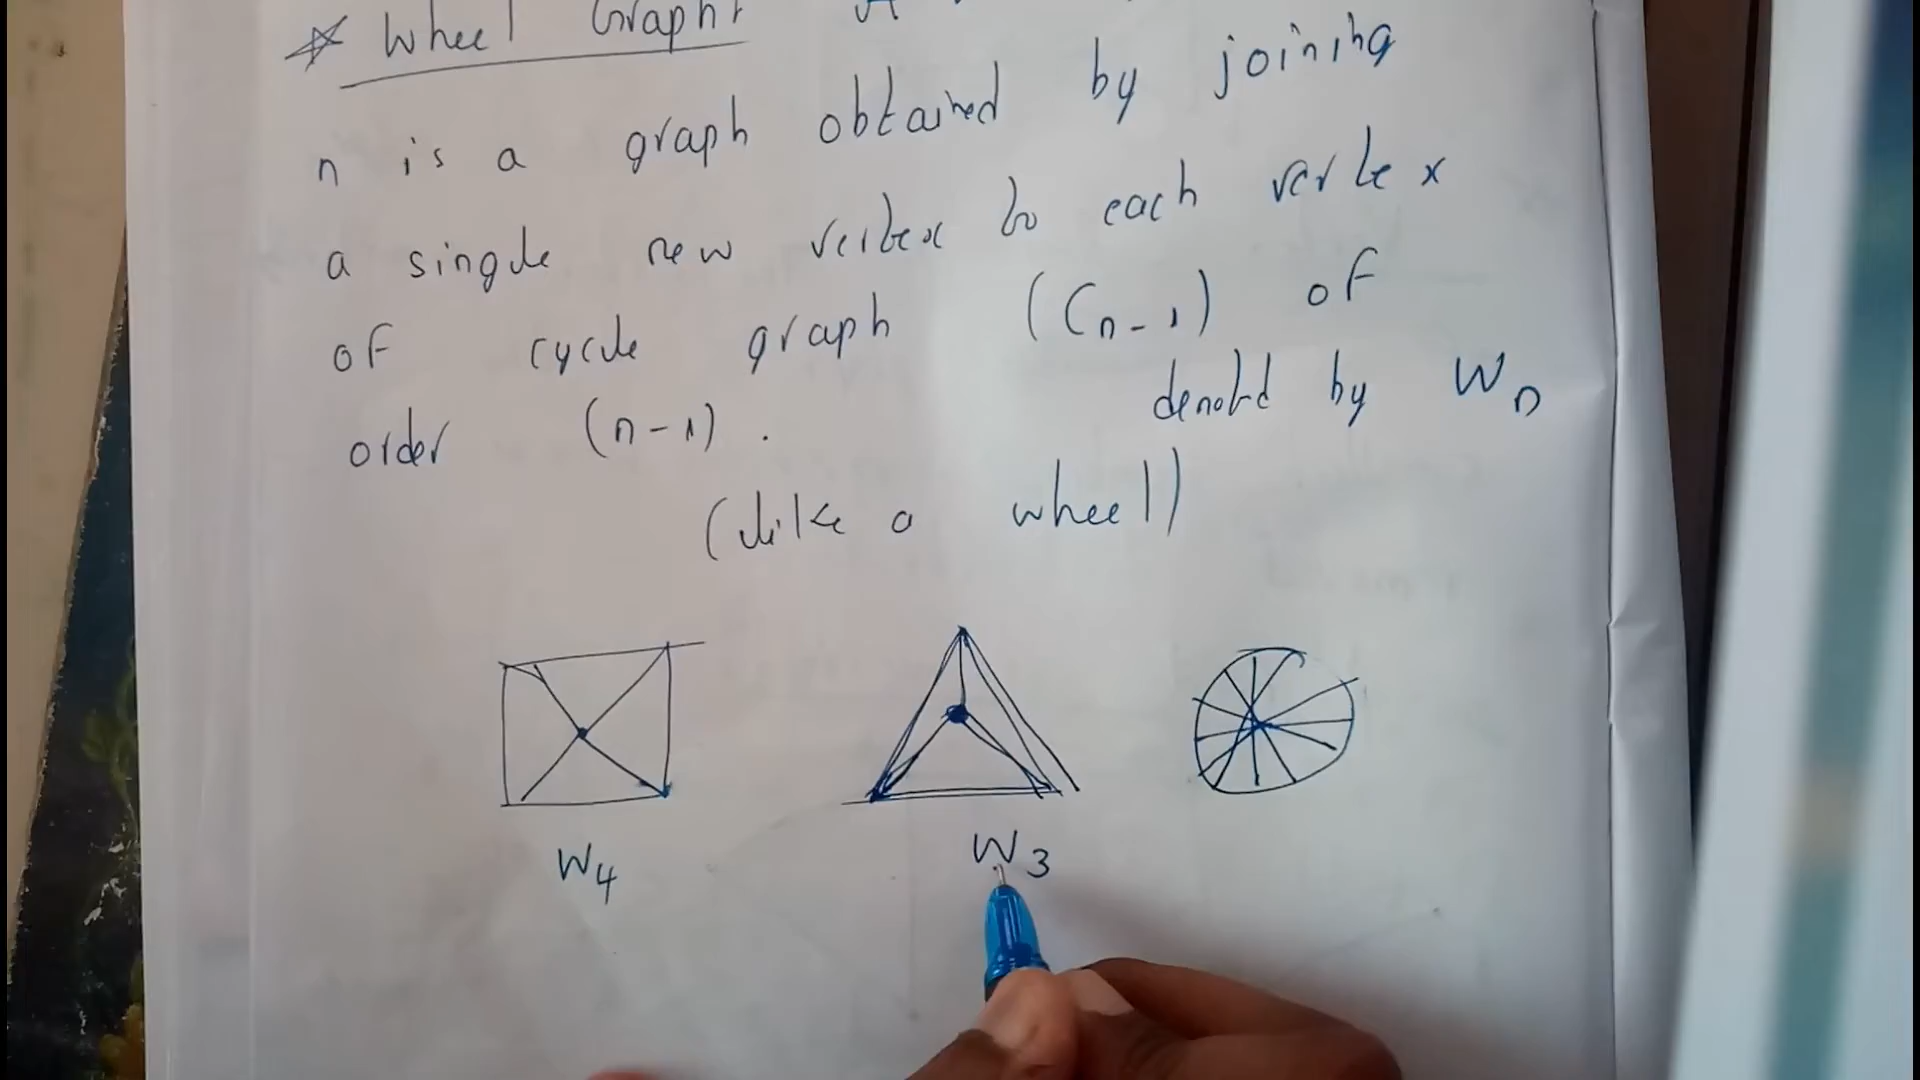 Wheel Graph: A
n is a graph obtained by joining
a single new vertex to each vertex
of cycle graph (Cn-1) of
order (n-1). denoted by Wn
(like a wheel)
W4 W3